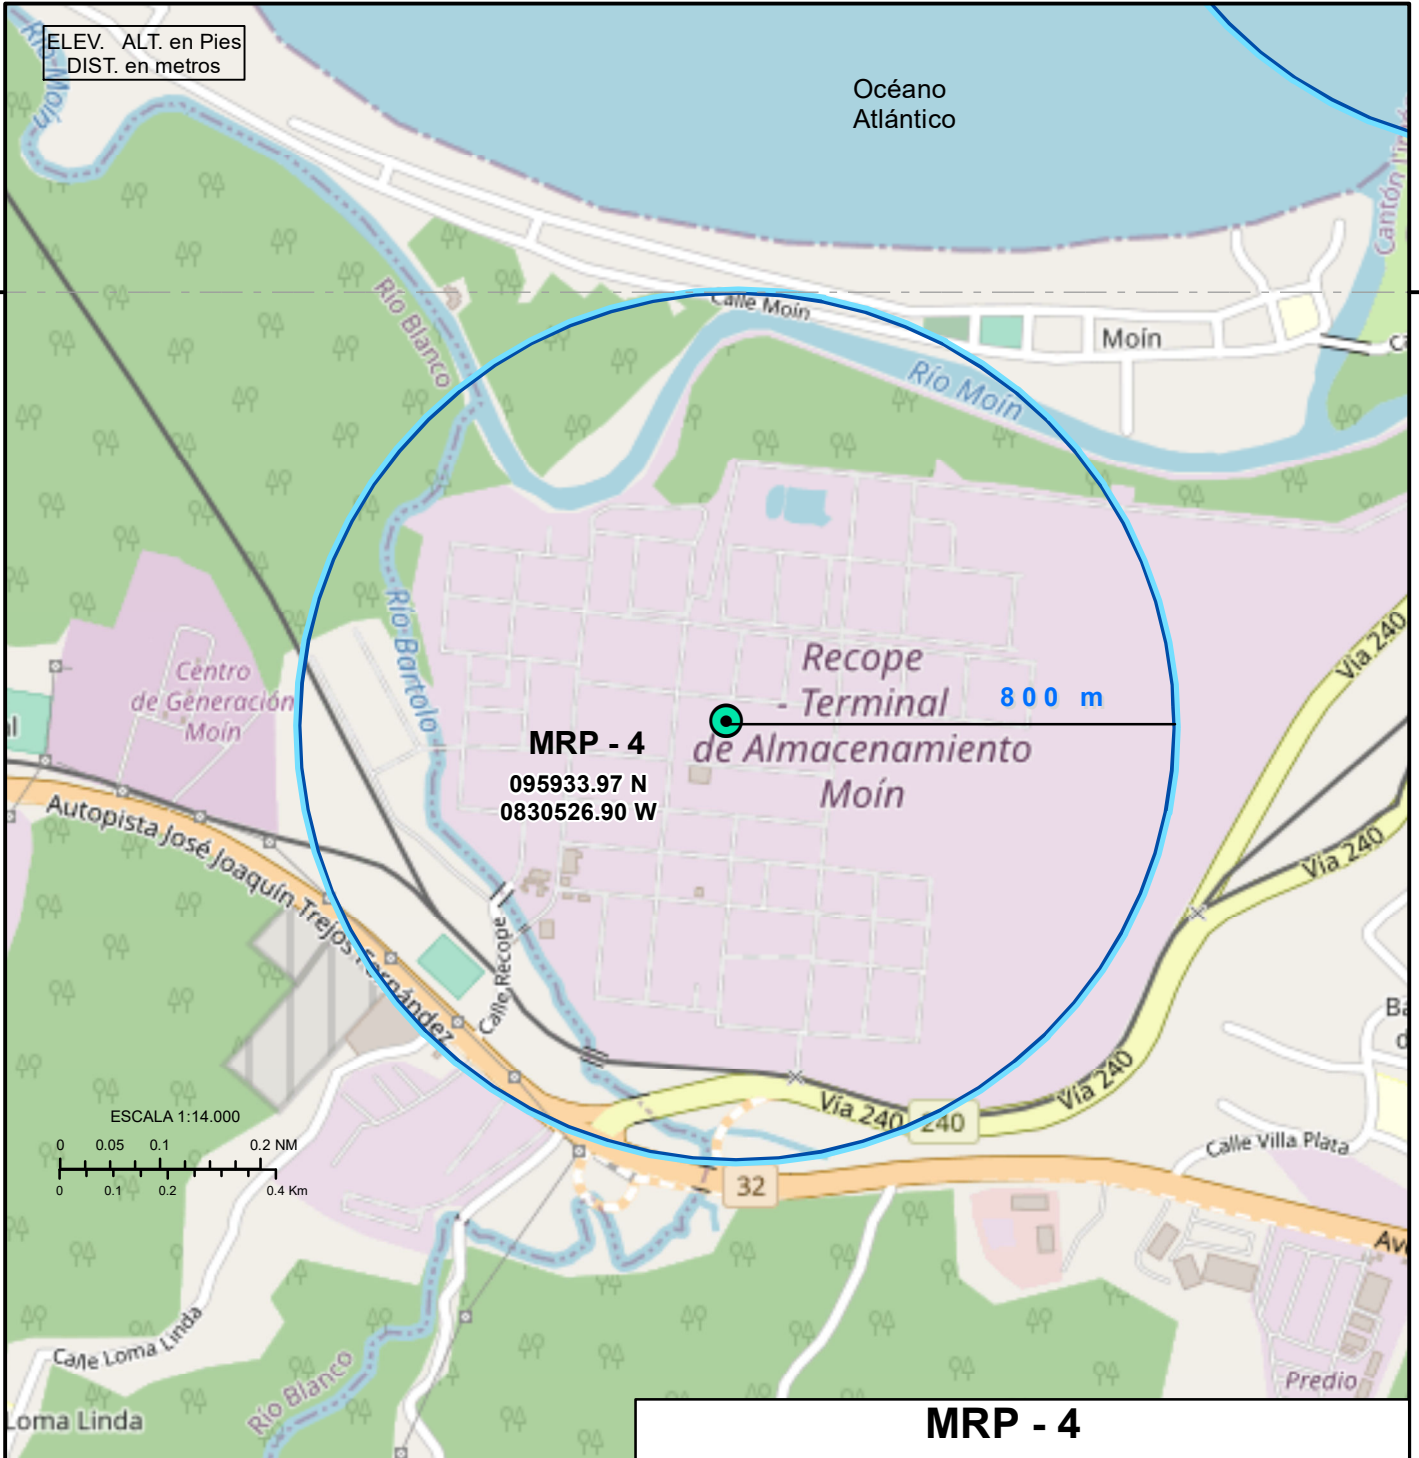 ELEV. ALT. en Pies
DIST. en metros
Río Moín
Océano
Atlántico
Río Blanco
Calle Moín
Moín
Río Moín
Río Bartolo
Centro
de Generación
Moín
Recope
- Terminal
de Almacenamiento
Moín
800 m
MRP - 4
095933.97 N
0830526.90 W
Vía 240
Vía 240
Autopista José Joaquín Trejos Fernández
Calle Recope
Vía 240
240
Vía 240
ESCALA 1:14.000
0 0.05 0.1 0.2 NM
0 0.1 0.2 0.4 Km
Calle Villa Plata
32
Calle Loma Linda
Río Blanco
Loma Linda
Predio
MRP - 4